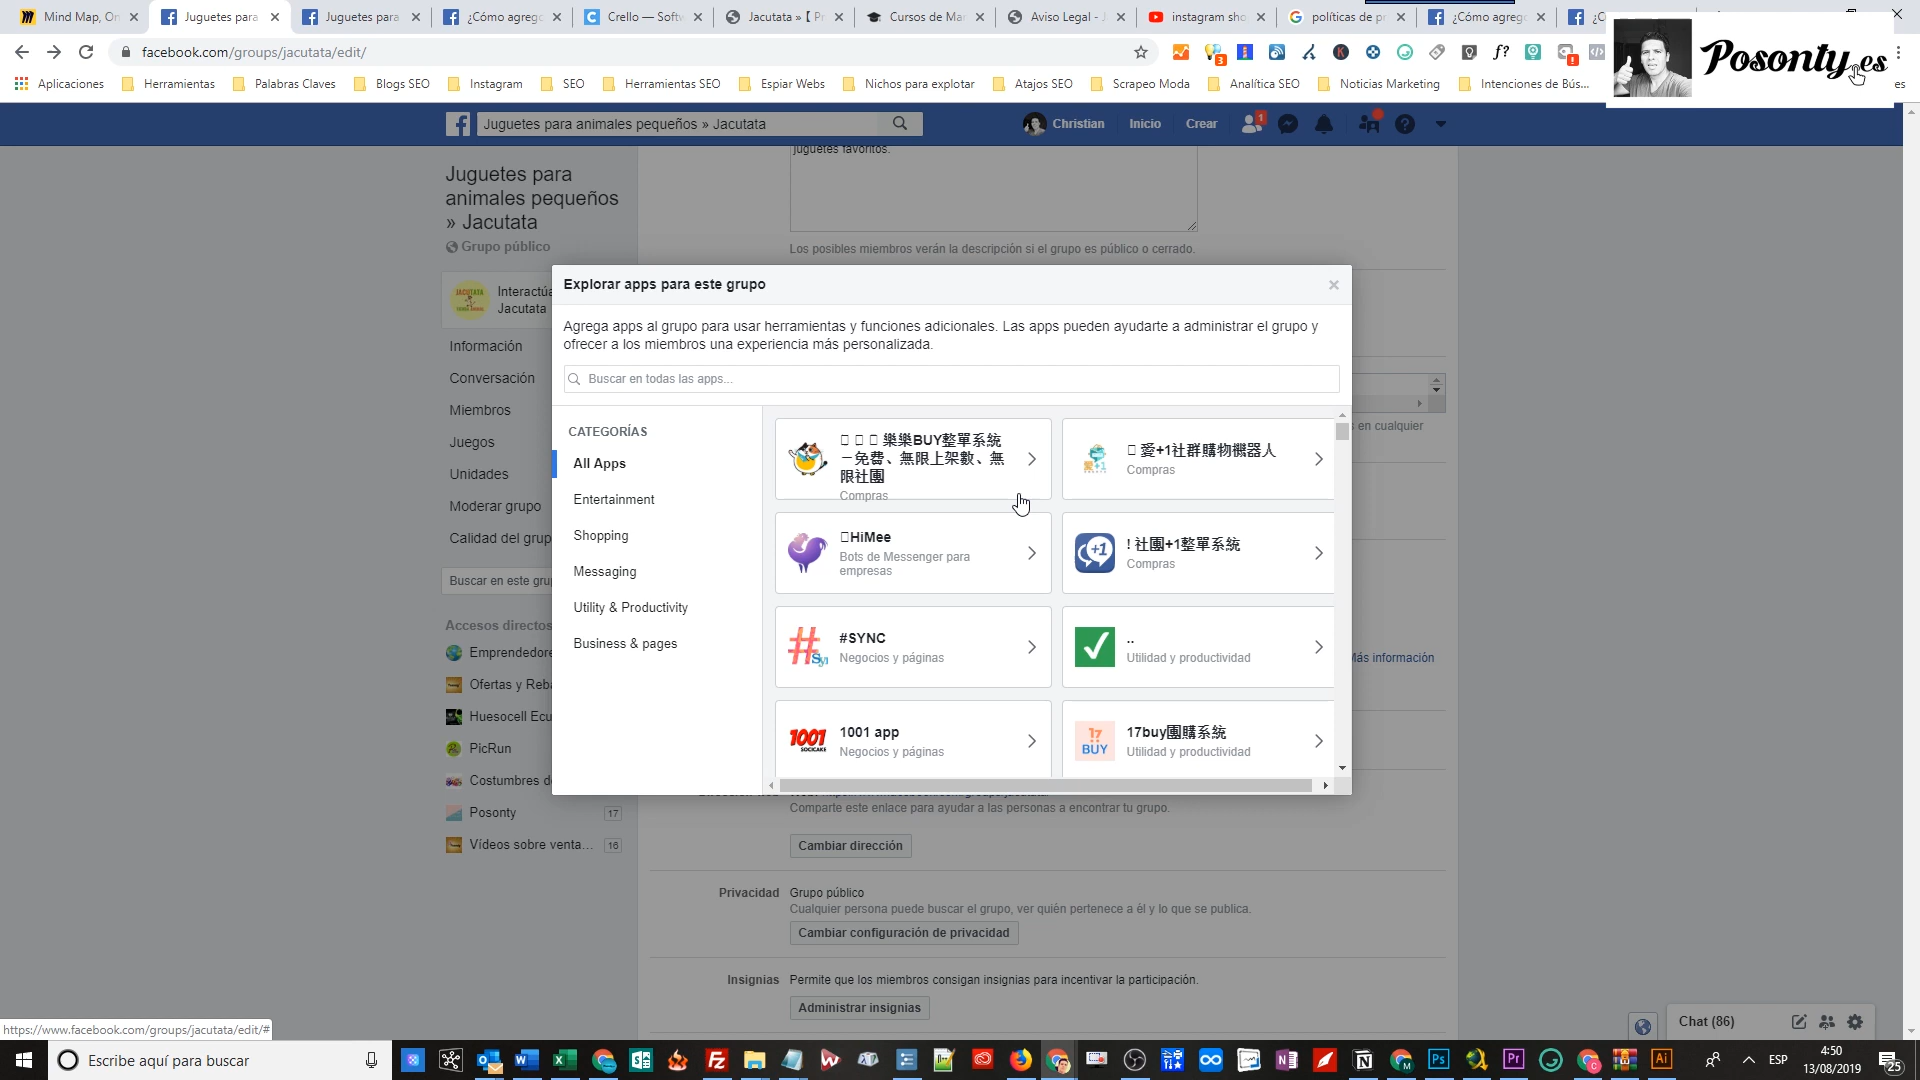 Mind Map, On
Juguetes para
Juguetes para
¿Cómo agrego
Crello — Softw
Jacutata »【 Pr
Cursos de Mar
Aviso Legal - J
instagram sho
políticas de pr
¿Cómo agreg
facebook.com/groups/jacutata/edit/
Posonty.es
Aplicaciones
Herramientas
Palabras Claves
Blogs SEO
Instagram
SEO
Herramientas SEO
Espiar Webs
Nichos para explotar
Atajos SEO
Scrapeo Moda
Analítica SEO
Noticias Marketing
Intenciones de Bús...
Juguetes para animales pequeños » Jacutata
Christian
Inicio
Crear
1
Juguetes para
animales pequeños
» Jacutata
Grupo público
juguetes favoritos.
Los posibles miembros verán la descripción si el grupo es público o cerrado.
Interactúa
Jacutata
Información
Conversación
Miembros
Juegos
Unidades
Moderar grupo
Calidad del grup
Buscar en este gru
Accesos directos
Emprendedore
Ofertas y Reba
Huesocell Ecu
PicRun
Costumbres d
Posonty 17
Vídeos sobre venta... 16
Explorar apps para este grupo
Agrega apps al grupo para usar herramientas y funciones adicionales. Las apps pueden ayudarte a administrar el grupo y
ofrecer a los miembros una experiencia más personalizada.
Buscar en todas las apps...
CATEGORÍAS
All Apps
Entertainment
Shopping
Messaging
Utility & Productivity
Business & pages
樂樂BUY整單系統
－免費、無限上架數、無
限社團
Compras
愛+1社群購物機器人
Compras
HiMee
Bots de Messenger para
empresas
! 社團+1整單系統
Compras
#SYNC
Negocios y páginas
..
Utilidad y productividad
1001 app
Negocios y páginas
17buy團購系統
Utilidad y productividad
en cualquier
Más información
Comparte este enlace para ayudar a las personas a encontrar tu grupo.
Cambiar dirección
Privacidad
Grupo público
Cualquier persona puede buscar el grupo, ver quién pertenece a él y lo que se publica.
Cambiar configuración de privacidad
Insignias
Permite que los miembros consigan insignias para incentivar la participación.
Administrar insignias
https://www.facebook.com/groups/jacutata/edit/#
Chat (86)
Escribe aquí para buscar
ESP
4:50
13/08/2019
25